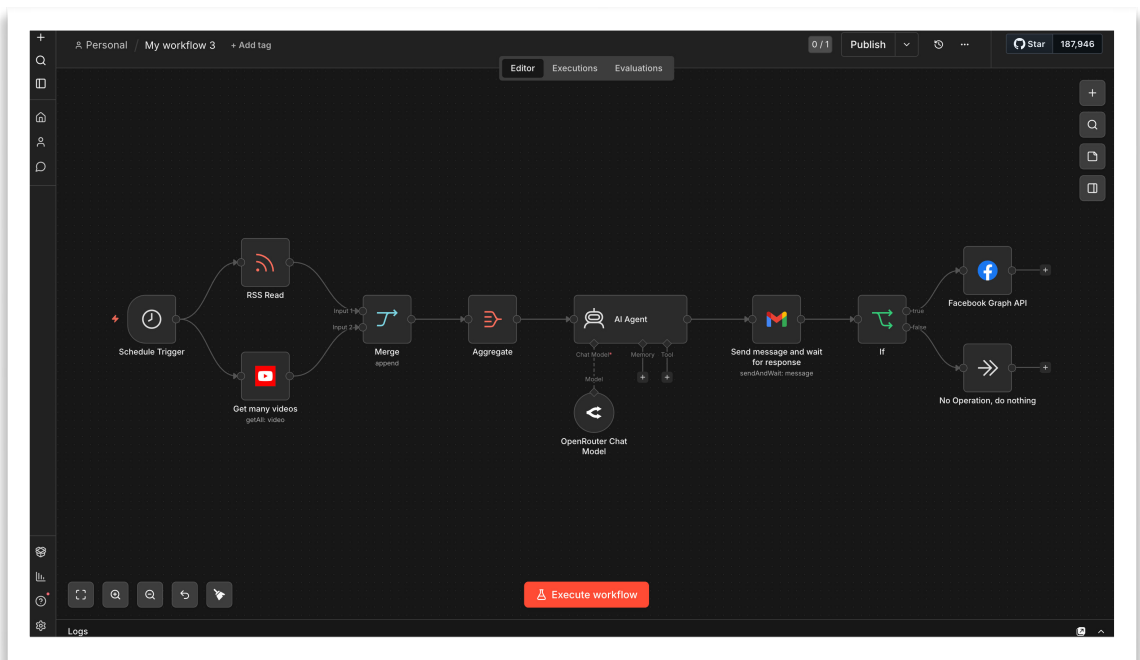 Personal / My workflow 3 + Add tag
0 / 1 Publish
Star 187,946
Editor Executions Evaluations
RSS Read
Input 1
Input 2
Schedule Trigger
Get many videos
getAll: video
Merge
append
Aggregate
AI Agent
Chat Model*
Memory
Tool
Model
OpenRouter Chat
Model
Send message and wait
for response
sendAndWait: message
If
true
false
Facebook Graph API
No Operation, do nothing
Execute workflow
Logs